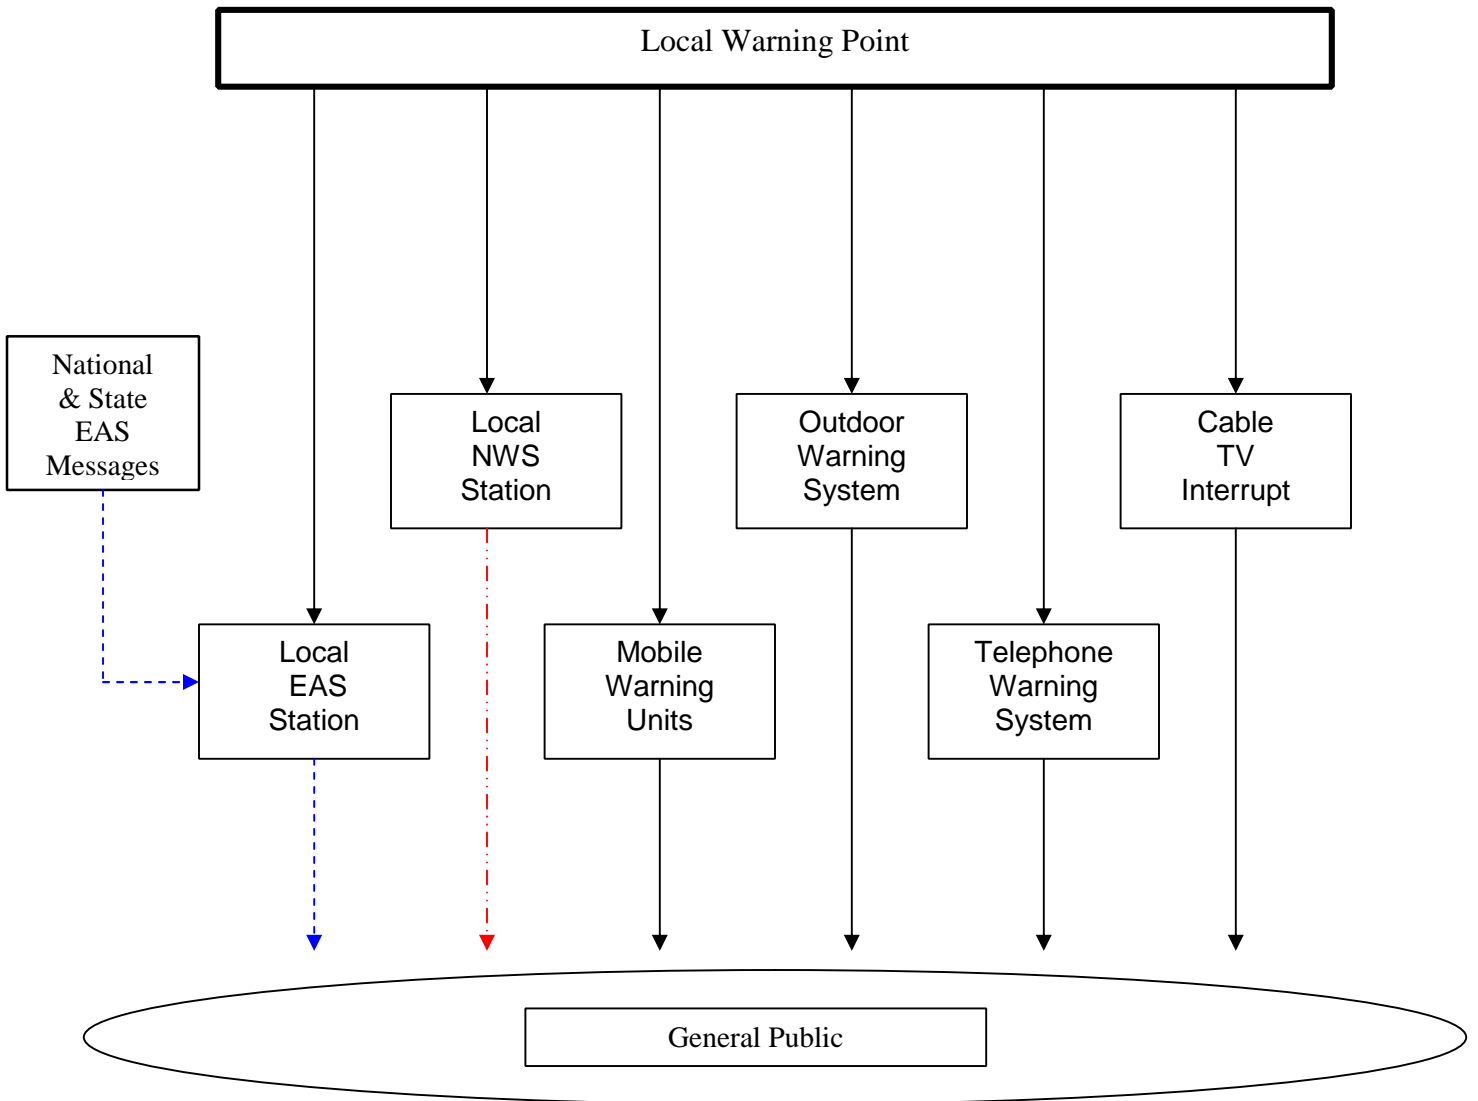 Local Warning Point
National
& State
EAS
Messages
Local
NWS
Station
Outdoor
Warning
System
Cable
TV
Interrupt
Local
EAS
Station
Mobile
Warning
Units
Telephone
Warning
System
General Public